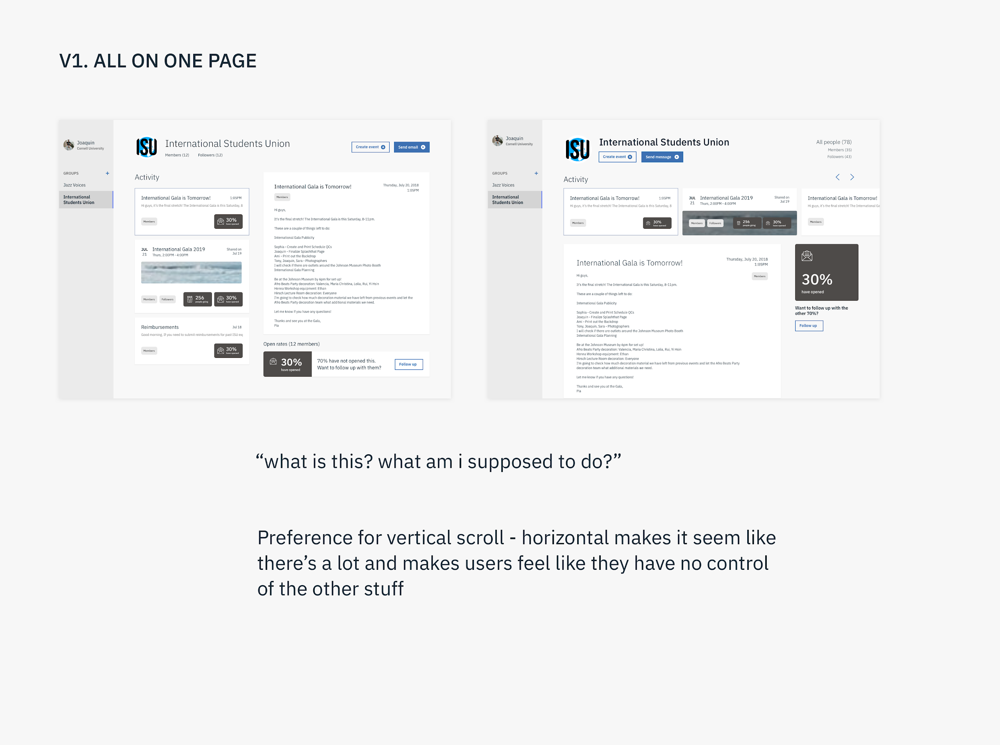 V1. ALL ON ONE PAGE
Joaquin
Cornell University
GROUPS +
Jazz Voices
International
Students Union
ISU
International Students Union
Members (12) Followers (12)
Create event
Send email
Activity
International Gala is Tomorrow! 1:05PM
Hi guys, it's the final stretch! The International Gala is this Saturday, 8
Members
30%
have opened
JUL
21
International Gala 2019
Thurs, 2:00PM - 4:00PM
Shared on
Jul 19
Members Followers
256
people going
30%
have opened
Reimbursements Jul 18
Good morning, If you need to submit reimbursements for past ISU exp
Members
30%
have opened
International Gala is Tomorrow!
Thursday, July 20, 2018
1:05PM
Members
Hi guys,
It's the final stretch! The International Gala is this Saturday, 8-11pm.
These are a couple of things left to do:
International Gala Publicity
Sophia - Create and Print Schedule QCs
Joaquin - Finalize Splashthat Page
Ami - Print out the Backdrop
Tony, Joaquin, Sara - Photographers
I will check if there are outlets around the Johnson Museum Photo Booth
International Gala Planning
Be at the Johnson Museum by 6pm for set up!
Afro Beats Party decoration: Valencia, Maria Christina, Lolia, Rui, Yi Hsin
Henna Workshop equipment: Ethan
Hirsch Lecture Room decoration: Everyone
I'm going to check how much decoration material we have left from previous events and let the
Afro Beats Party decoration team what additional materials we need.
Let me know if you have any questions!
Thanks and see you at the Gala,
Pia
Open rates (12 members)
30%
have opened
70% have not opened this.
Want to follow up with them?
Follow up
Joaquin
Cornell University
GROUPS +
Jazz Voices
International
Students Union
ISU
International Students Union
Create event
Send message
All people (78)
Members (35)
Followers (43)
Activity
International Gala is Tomorrow! 1:05PM
Hi guys, it's the final stretch! The International Gala is this Saturday, 8
Members
30%
have opened
JUL
21
International Gala 2019
Thurs, 2:00PM - 4:00PM
Shared on
Jul 19
Members Followers
256
people going
30%
have opened
International Gala is Tomorrow!
Hi guys, it's the final stretch! The International Ga
Members
International Gala is Tomorrow!
Thursday, July 20, 2018
1:05PM
Members
Hi guys,
It's the final stretch! The International Gala is this Saturday, 8-11pm.
These are a couple of things left to do:
International Gala Publicity
Sophia - Create and Print Schedule QCs
Joaquin - Finalize Splashthat Page
Ami - Print out the Backdrop
Tony, Joaquin, Sara - Photographers
I will check if there are outlets around the Johnson Museum Photo Booth
International Gala Planning
Be at the Johnson Museum by 6pm for set up!
Afro Beats Party decoration: Valencia, Maria Christina, Lolia, Rui, Yi Hsin
Henna Workshop equipment: Ethan
Hirsch Lecture Room decoration: Everyone
I'm going to check how much decoration material we have left from previous events and let the Afro Beats Party
decoration team what additional materials we need.
Let me know if you have any questions!
Thanks and see you at the Gala,
Pia
30%
have opened
Want to follow up with the
other 70%?
Follow up
“what is this? what am i supposed to do?”
Preference for vertical scroll - horizontal makes it seem like
there’s a lot and makes users feel like they have no control
of the other stuff